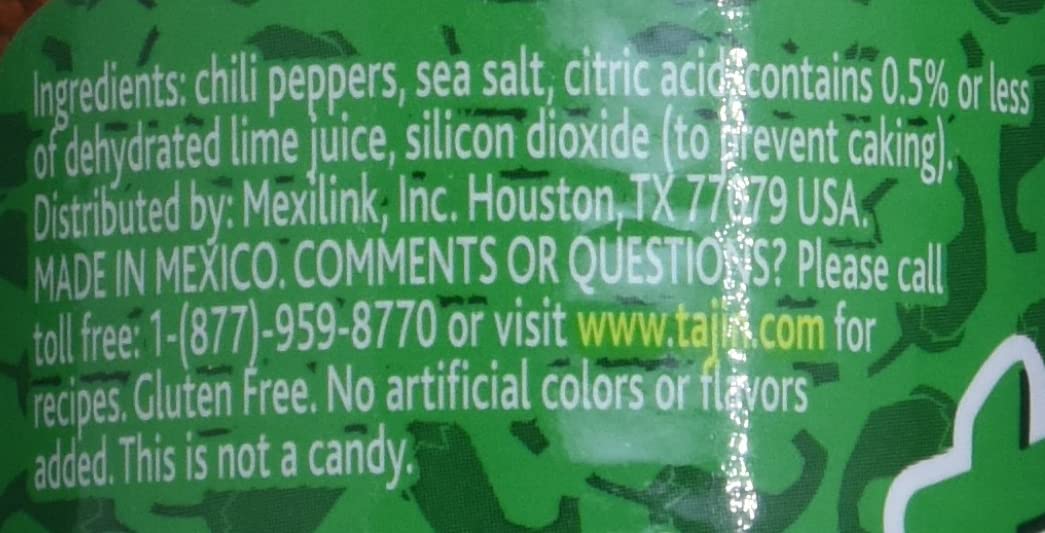 Ingredients: chili peppers, sea salt, citric acid, contains 0.5% or less
of dehydrated lime juice, silicon dioxide (to prevent caking).
Distributed by: Mexilink, Inc. Houston, TX USA.
MADE IN MEXICO. COMMENTS OR QUESTIONS? Please call
toll free: 1-(877)-959-8770 or visit www.tajin.com for
recipes. Gluten Free. No artificial colors or flavors
added. This is not a candy.